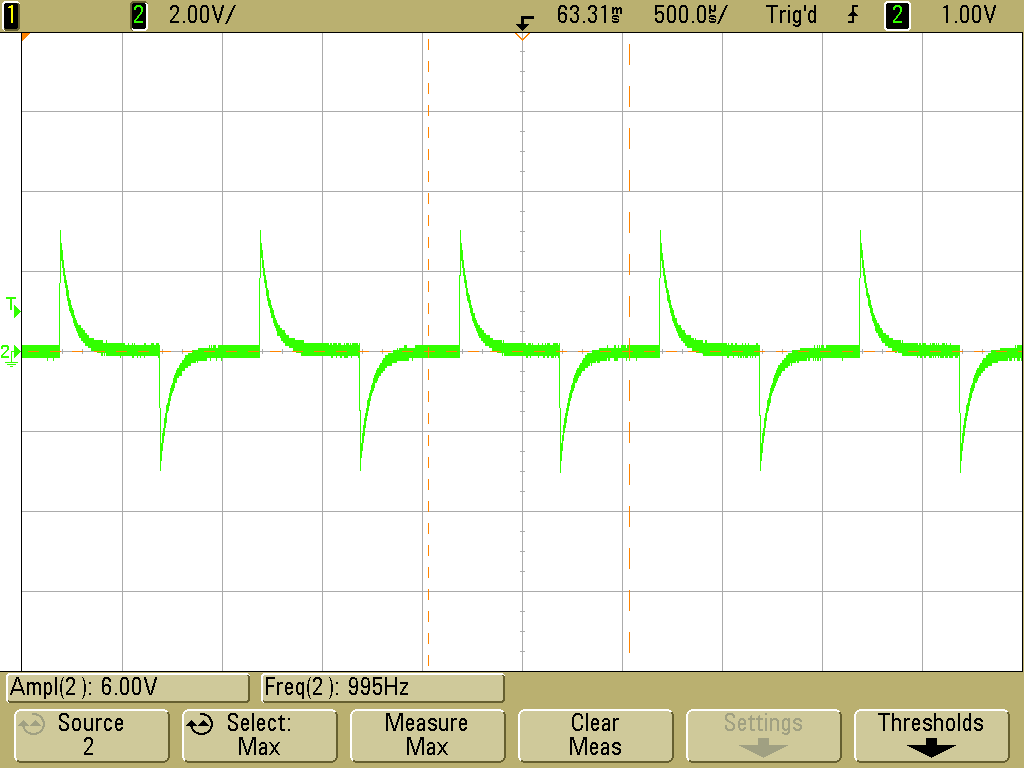 1 2 2.00V/ 63.31ms 500.0us/ Trig'd 2 1.00V
T
2
Ampl(2): 6.00V Freq(2): 995Hz
Source Select: Measure Clear Settings Thresholds
2 Max Max Meas